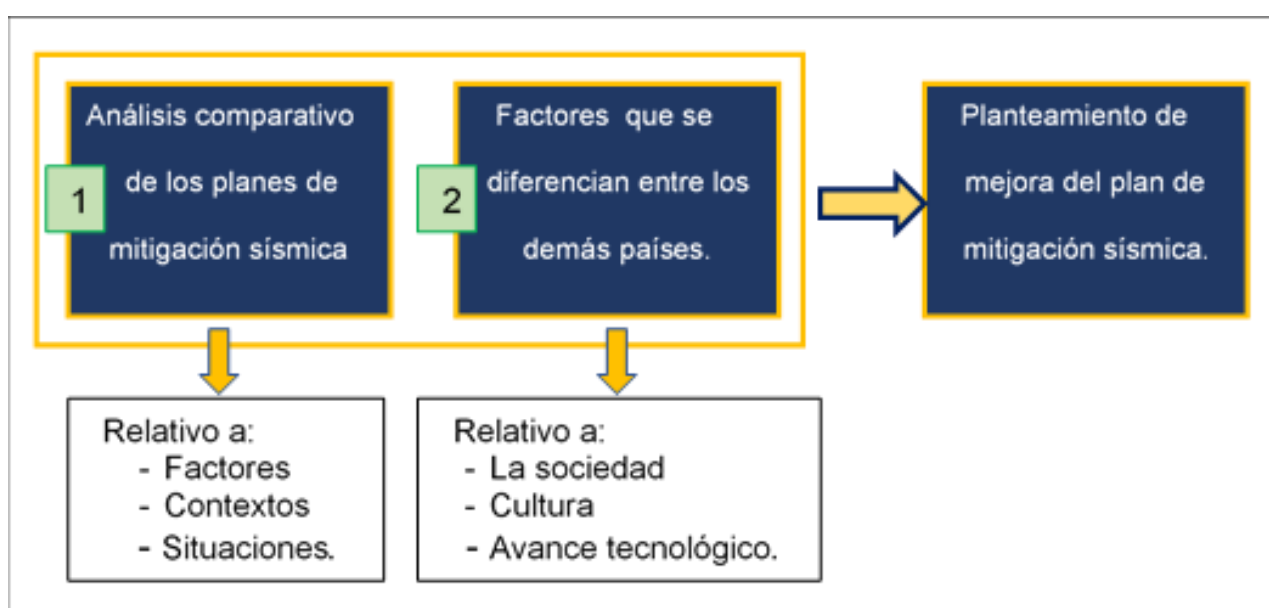 Análisis comparativo
de los planes de
mitigación sísmica
1
Factores que se
diferencian entre los
demás países.
2
Planteamiento de
mejora del plan de
mitigación sísmica.
Relativo a:
- Factores
- Contextos
- Situaciones.
Relativo a:
- La sociedad
- Cultura
- Avance tecnológico.